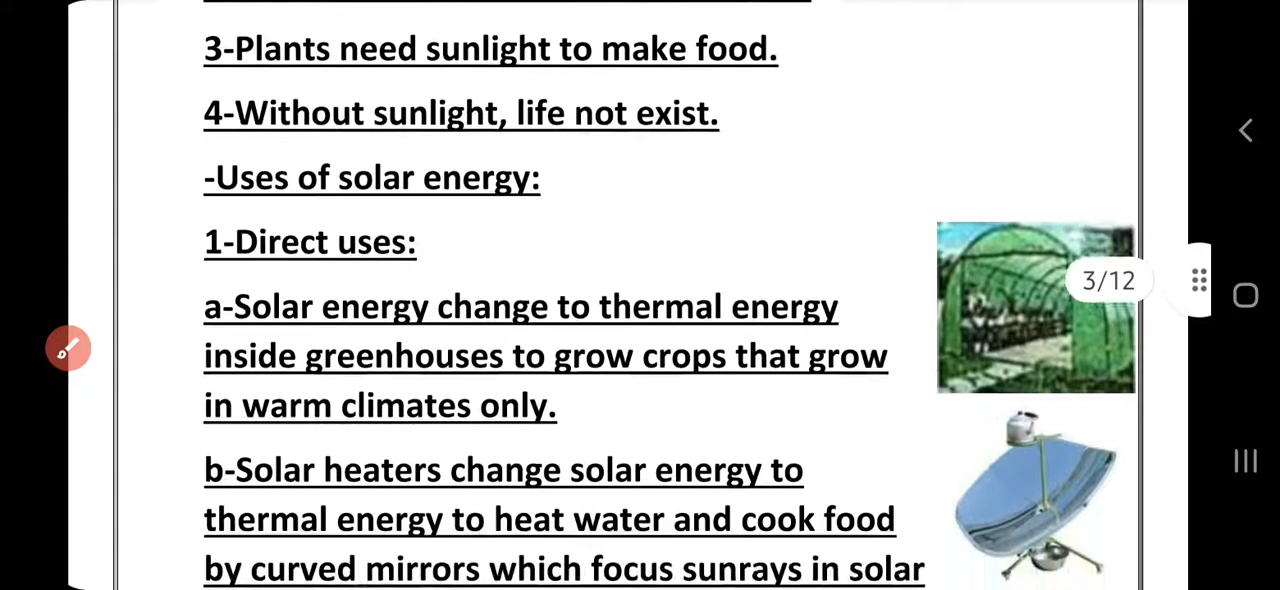 3-Plants need sunlight to make food.
4-Without sunlight, life not exist.
-Uses of solar energy:
1-Direct uses:
3/12
a-Solar energy change to thermal energy
inside greenhouses to grow crops that grow
in warm climates only.
b-Solar heaters change solar energy to
thermal energy to heat water and cook food
by curved mirrors which focus sunrays in solar